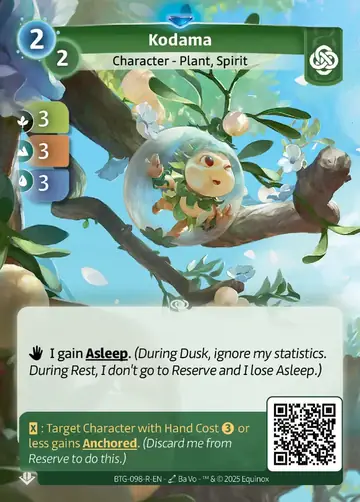 2
2
Kodama
Character - Plant, Spirit
3
3
3
I gain Asleep. (During Dusk, ignore my statistics.
During Rest, I don't go to Reserve and I lose Asleep.)
X : Target Character with Hand Cost 3 or
less gains Anchored. (Discard me from
Reserve to do this.)
BTG-098-R-EN - Ba Vo - ™ & © 2025 Equinox